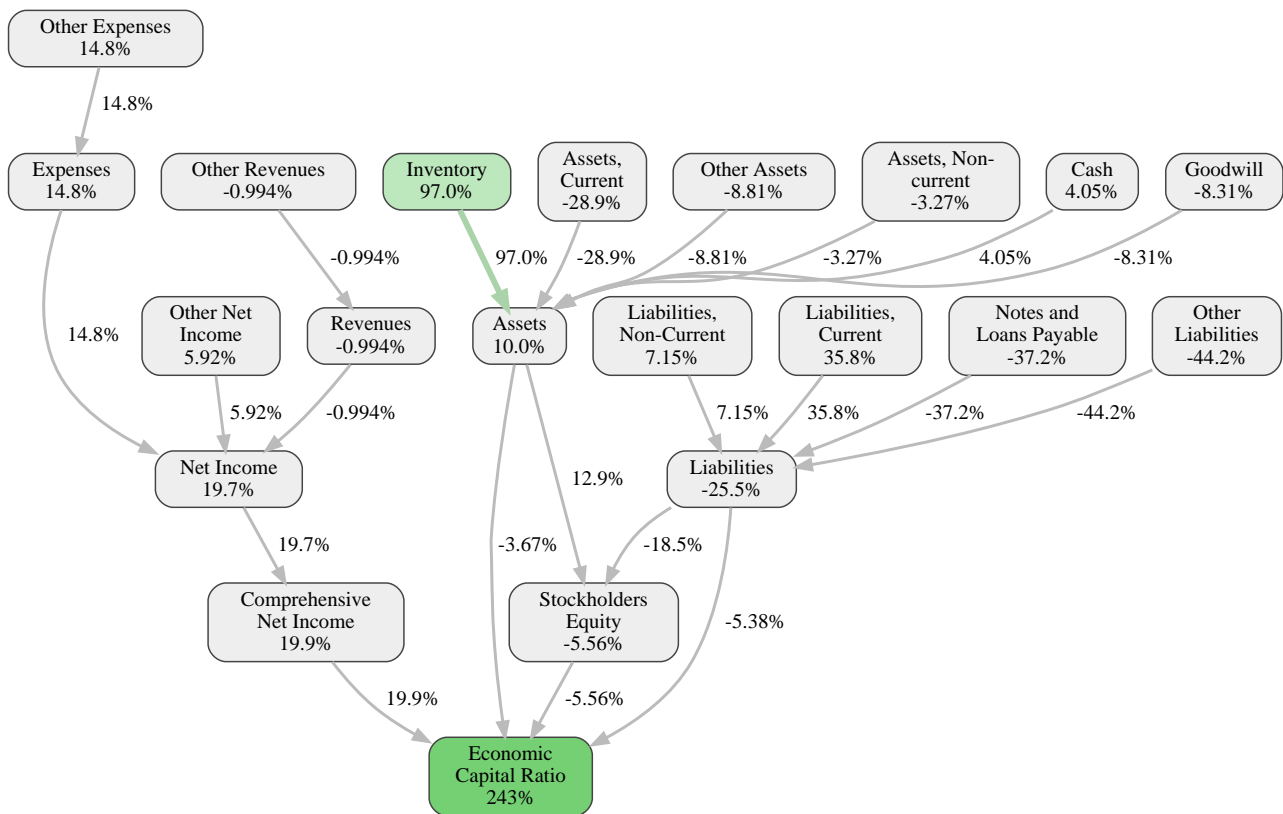 Other Expenses
14.8%
14.8%
Expenses
14.8%
Other Revenues
-0.994%
Inventory
97.0%
Assets,
Current
-28.9%
Other Assets
-8.81%
Assets, Non-
current
-3.27%
Cash
4.05%
Goodwill
-8.31%
-0.994%
97.0%
-28.9%
-8.81%
-3.27%
4.05%
-8.31%
14.8%
Other Net
Income
5.92%
Revenues
-0.994%
Assets
10.0%
Liabilities,
Non-Current
7.15%
Liabilities,
Current
35.8%
Notes and
Loans Payable
-37.2%
Other
Liabilities
-44.2%
5.92%
-0.994%
7.15%
35.8%
-37.2%
-44.2%
Net Income
19.7%
12.9%
Liabilities
-25.5%
19.7%
-3.67%
-18.5%
Comprehensive
Net Income
19.9%
Stockholders
Equity
-5.56%
-5.38%
19.9%
-5.56%
Economic
Capital Ratio
243%